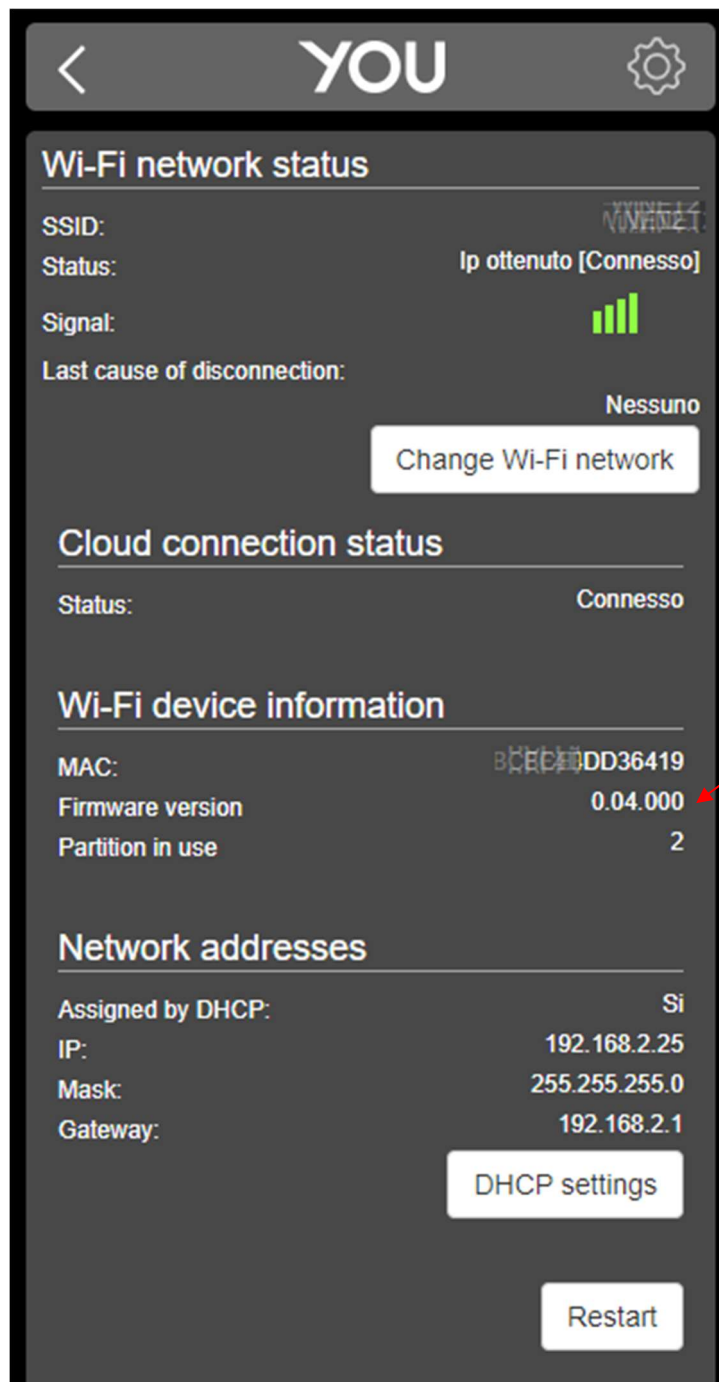 YOU
Wi-Fi network status
SSID:
Status: Ip ottenuto [Connesso]
Signal:
Last cause of disconnection:
Nessuno
Change Wi-Fi network
Cloud connection status
Status: Connesso
Wi-Fi device information
MAC: DD36419
Firmware version 0.04.000
Partition in use 2
Network addresses
Assigned by DHCP: Si
IP: 192.168.2.25
Mask: 255.255.255.0
Gateway: 192.168.2.1
DHCP settings
Restart